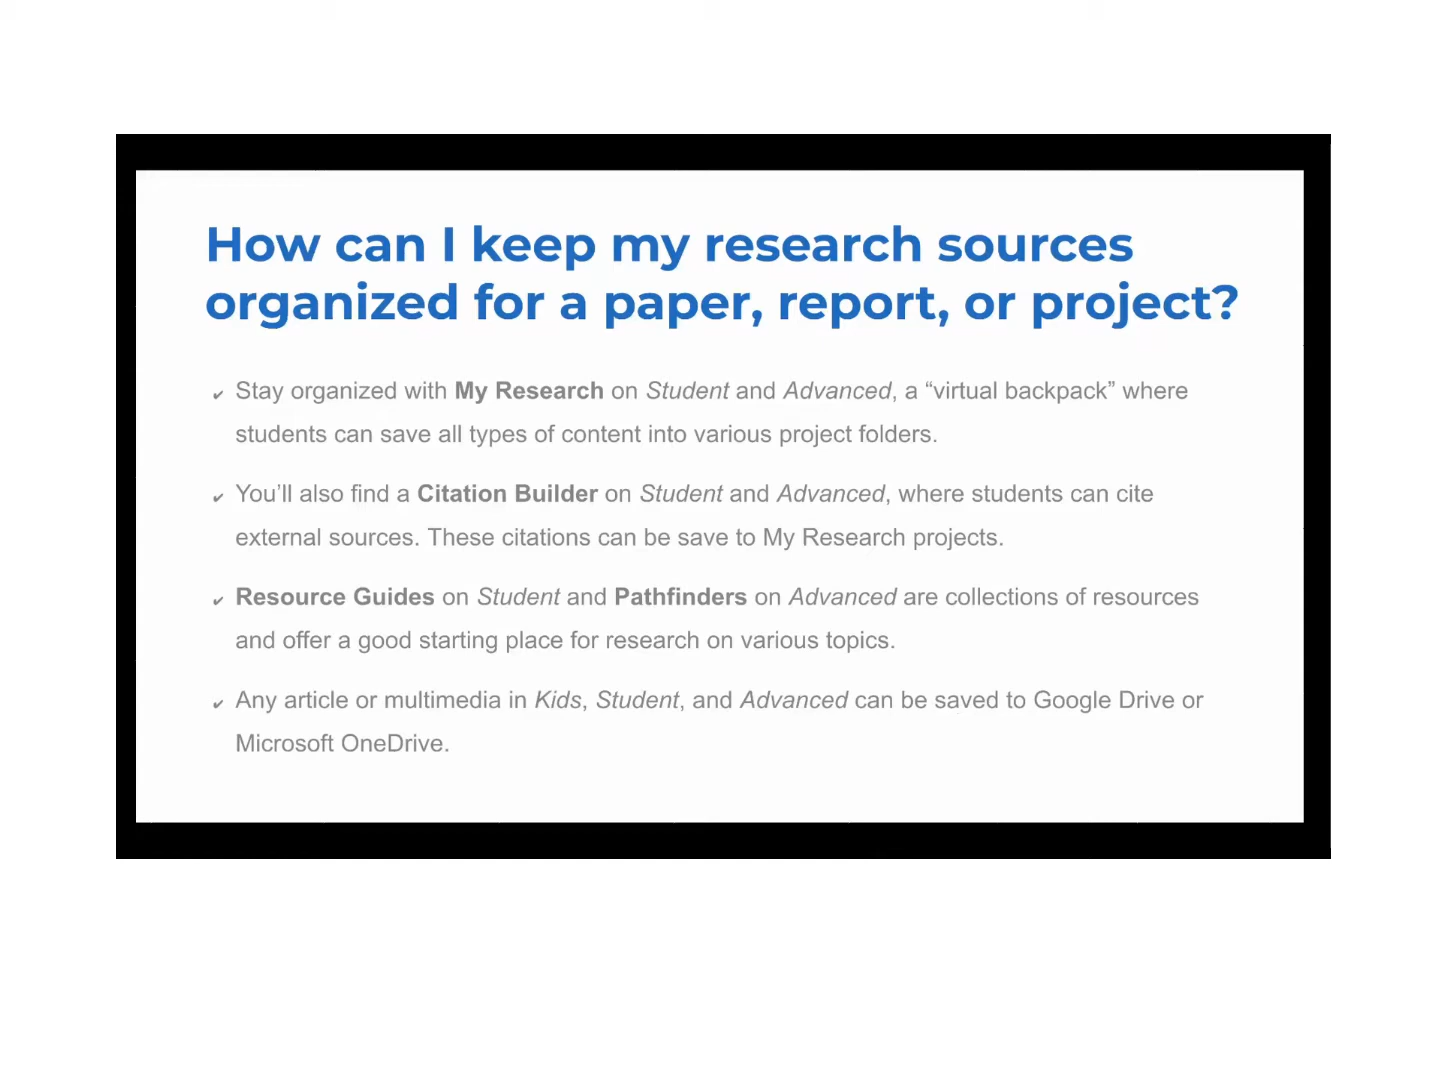 How can I keep my research sources
organized for a paper, report, or project?
✔ Stay organized with My Research on Student and Advanced, a “virtual backpack” where
students can save all types of content into various project folders.
✔ You’ll also find a Citation Builder on Student and Advanced, where students can cite
external sources. These citations can be save to My Research projects.
✔ Resource Guides on Student and Pathfinders on Advanced are collections of resources
and offer a good starting place for research on various topics.
✔ Any article or multimedia in Kids, Student, and Advanced can be saved to Google Drive or
Microsoft OneDrive.